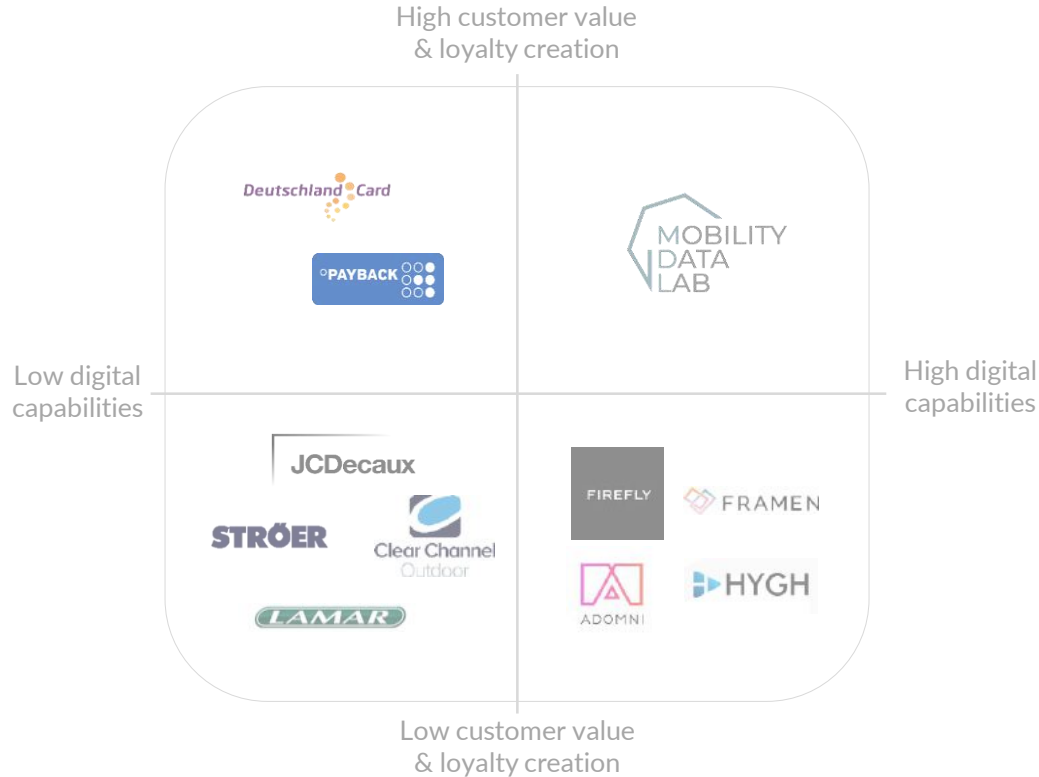 High customer value
& loyalty creation
Deutschland Card
PAYBACK
MOBILITY
DATA
LAB
Low digital
capabilities
High digital
capabilities
JCDecaux
STRÖER
Clear Channel
Outdoor
LAMAR
FIREFLY
FRAMEN
ADOMNI
HYGH
Low customer value
& loyalty creation